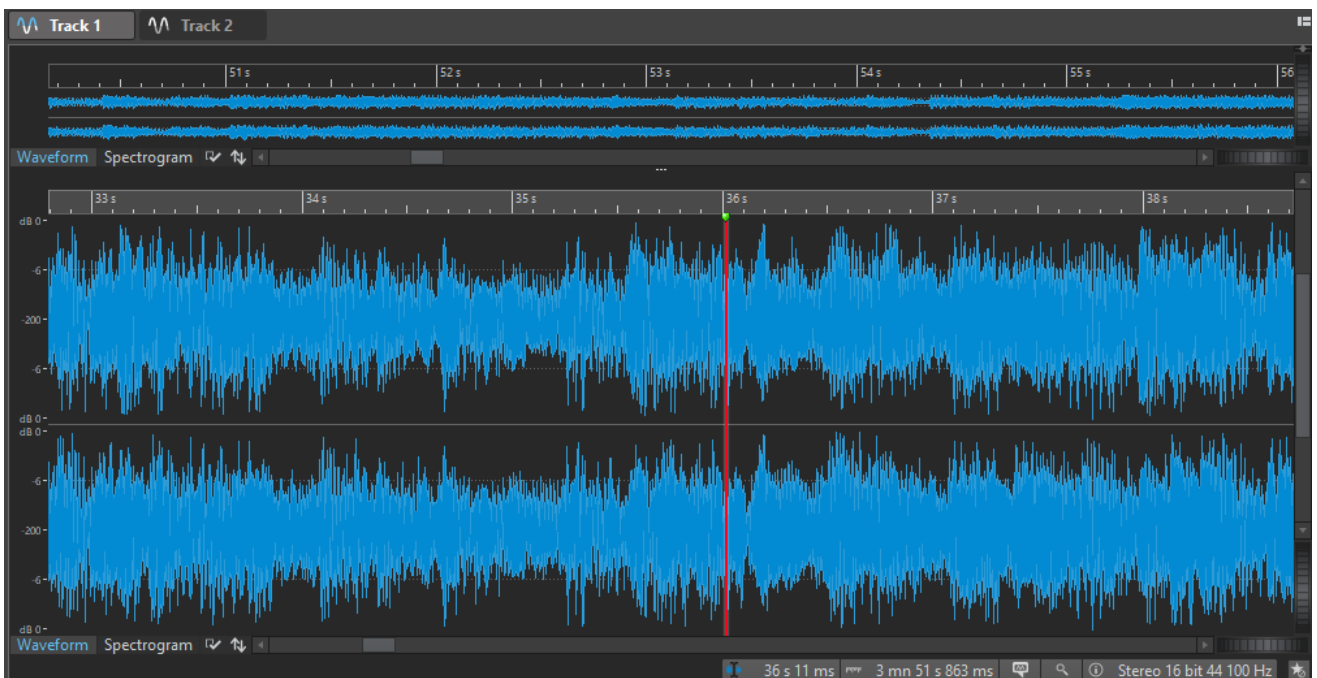 Track 1 Track 2
51 s 52 s 53 s 54 s 55 s 56
Waveform Spectrogram
33 s 34 s 35 s 36 s 37 s 38 s
dB 0
-6
-200
-6
dB 0
dB 0
-6
-200
-6
dB 0
Waveform Spectrogram
36 s 11 ms 3 mn 51 s 863 ms Stereo 16 bit 44 100 Hz